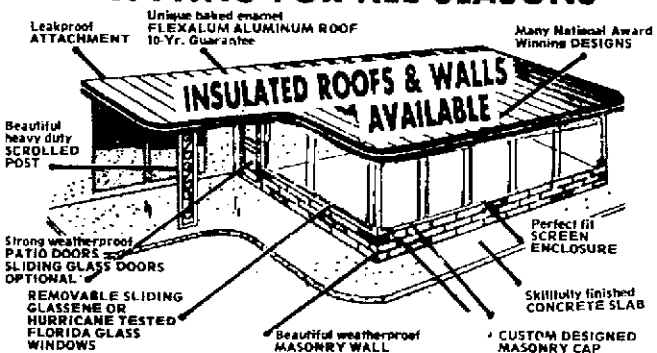 Leakproof
ATTACHMENT
Unique baked enamel
FLEXALUM ALUMINUM ROOF
10-Yr. Guarantee
Many National Award
Winning DESIGNS
INSULATED ROOFS & WALLS
AVAILABLE
Beautiful
heavy duty
SCROLLED
POST
Strong weatherproof
PATIO DOORS
SLIDING GLASS DOORS
OPTIONAL
REMOVABLE SLIDING
GLASSENE OR
HURRICANE TESTED
FLORIDA GLASS
WINDOWS
Beautiful weatherproof
MASONRY WALL
Perfect fit
SCREEN
ENCLOSURE
Skillfully finished
CONCRETE SLAB
CUSTOM DESIGNED
MASONRY CAP